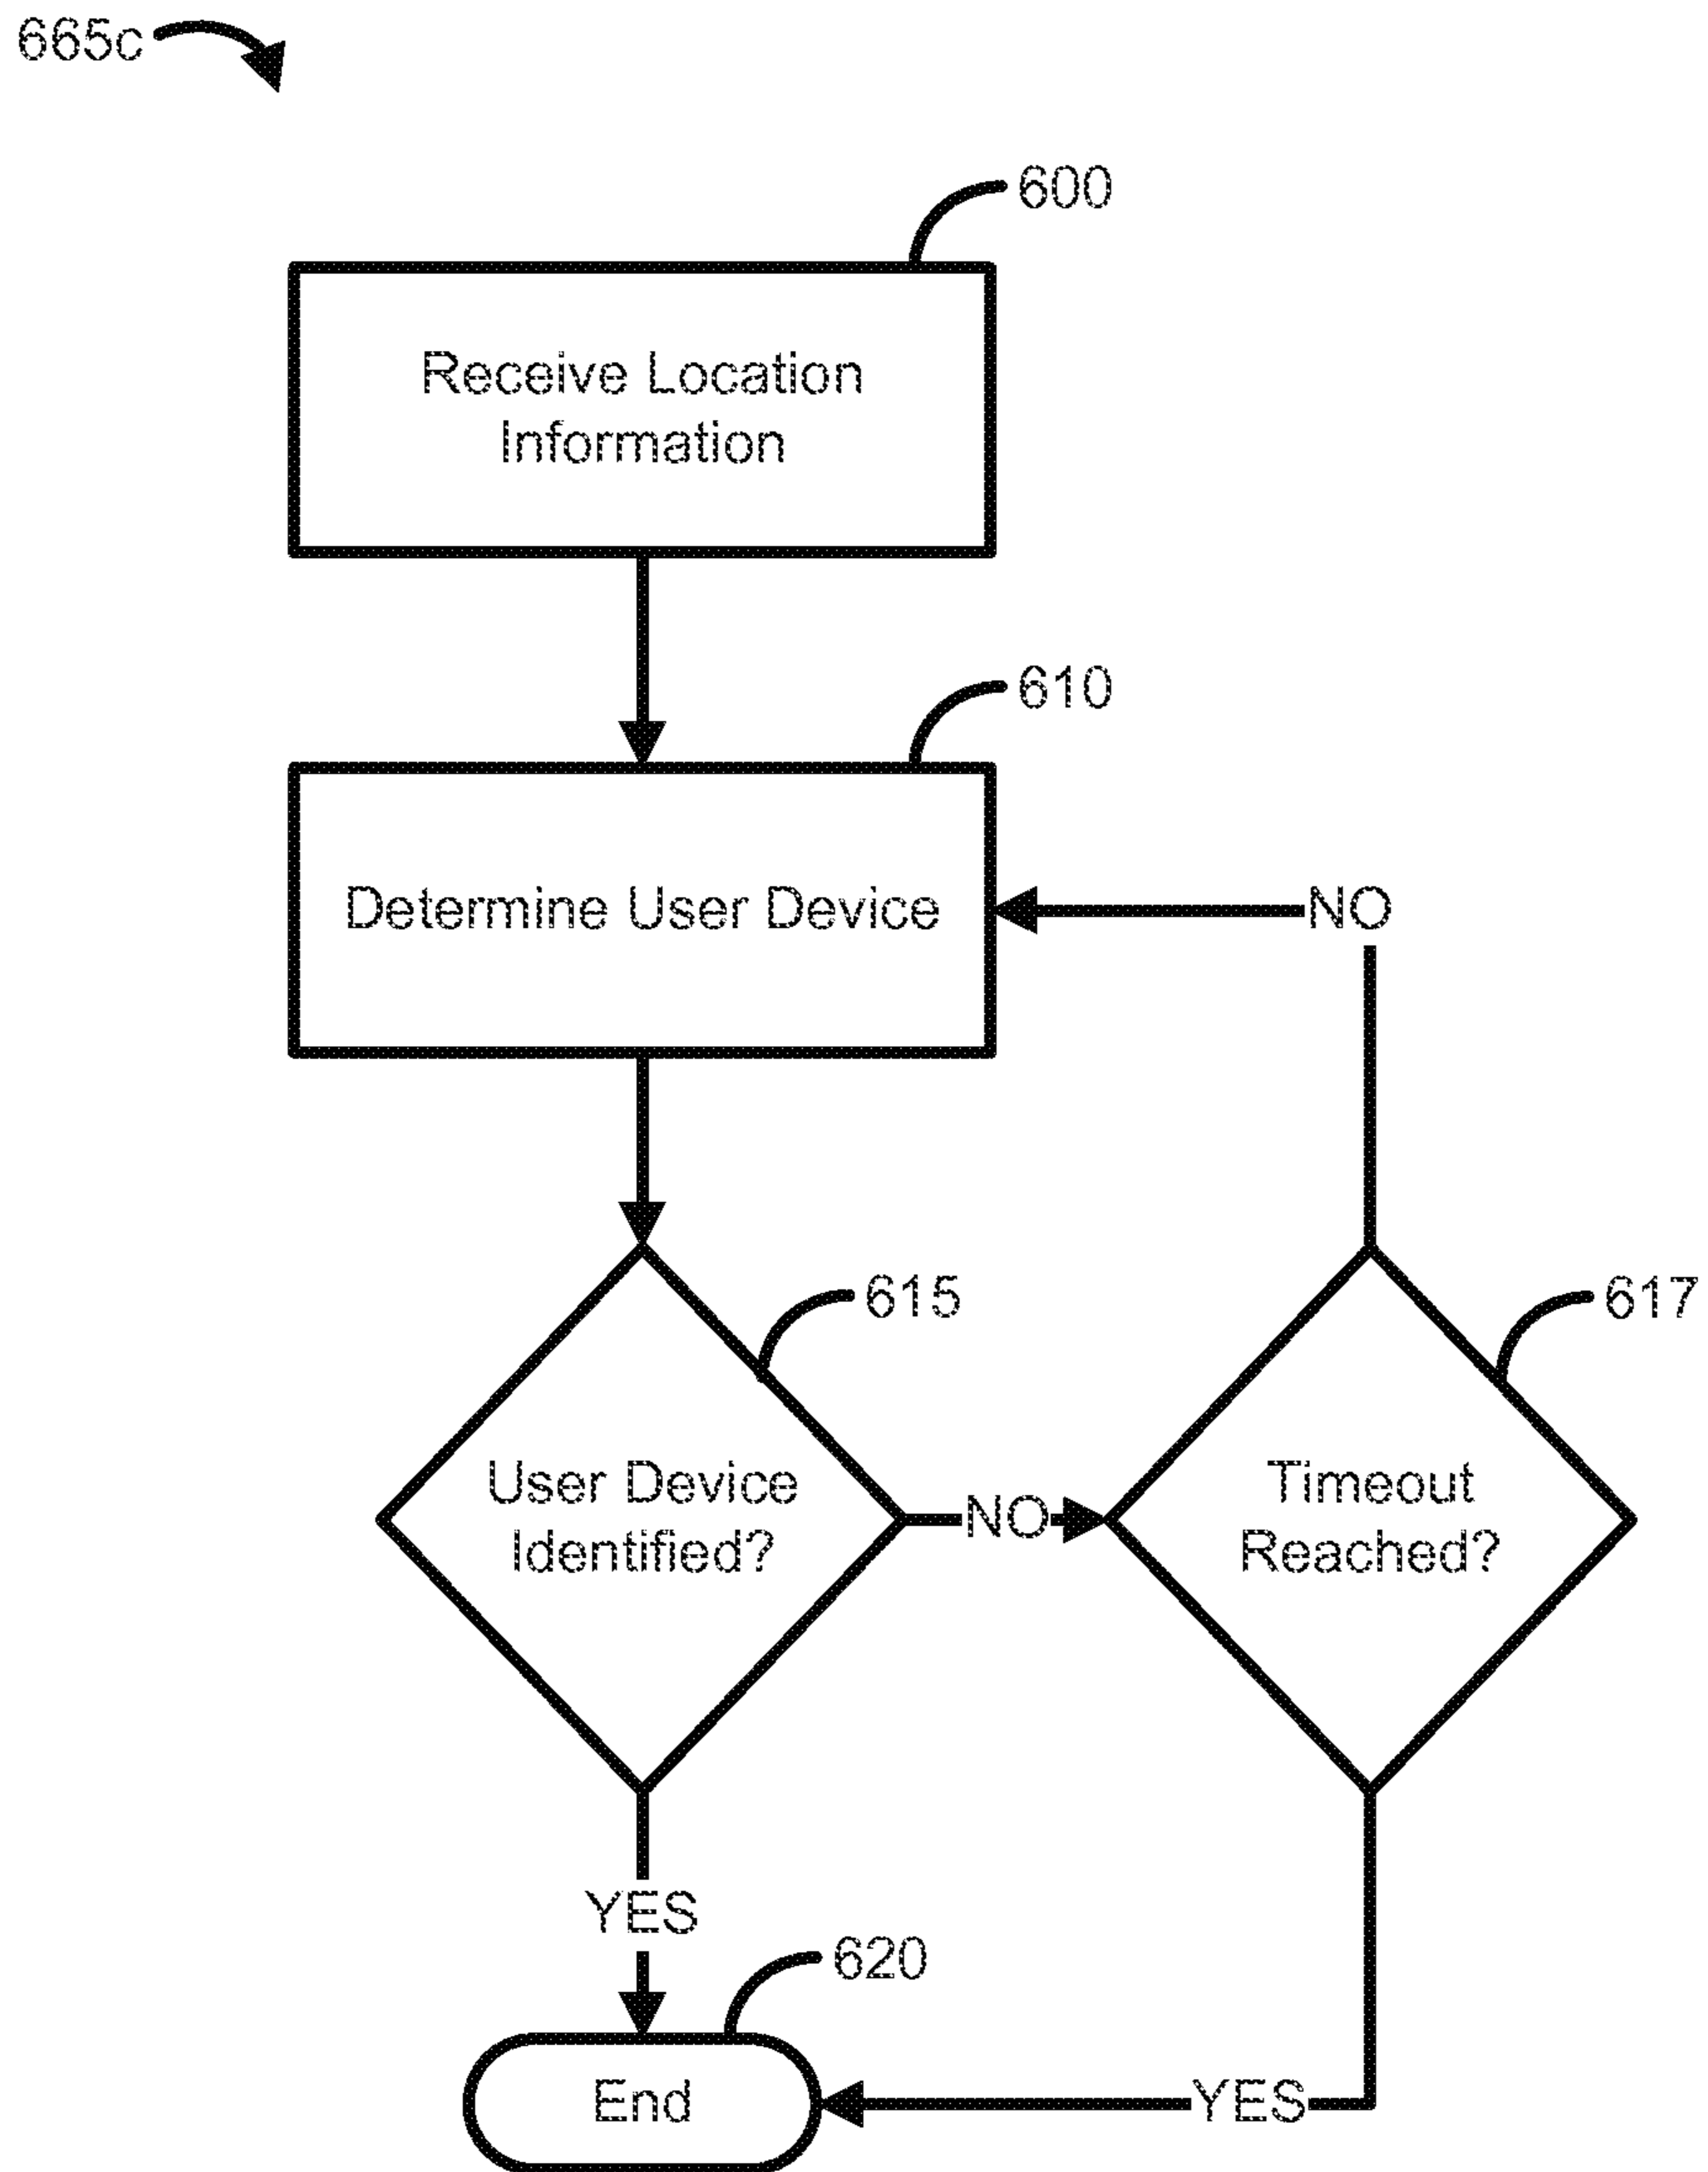 665c
600
Receive Location
Information
610
Determine User Device
NO
615
617
User Device
Identified?
NO
Timeout
Reached?
YES
620
End
YES